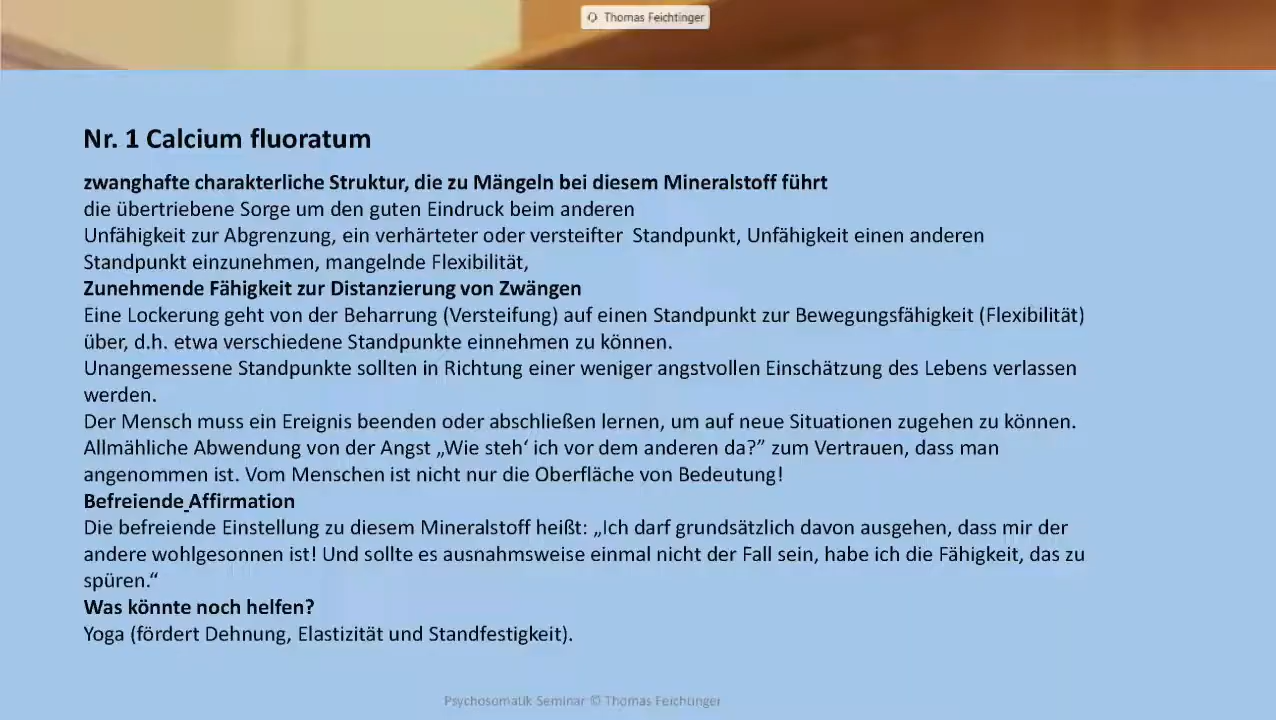 Thomas Feichtinger
Nr. 1 Calcium fluoratum
zwanghafte charakterliche Struktur, die zu Mängeln bei diesem Mineralstoff führt
die übertriebene Sorge um den guten Eindruck beim anderen
Unfähigkeit zur Abgrenzung, ein verhärteter oder versteifter Standpunkt, Unfähigkeit einen anderen
Standpunkt einzunehmen, mangelnde Flexibilität,
Zunehmende Fähigkeit zur Distanzierung von Zwängen
Eine Lockerung geht von der Beharrung (Versteifung) auf einen Standpunkt zur Bewegungsfähigkeit (Flexibilität)
über, d.h. etwa verschiedene Standpunkte einnehmen zu können.
Unangemessene Standpunkte sollten in Richtung einer weniger angstvollen Einschätzung des Lebens verlassen
werden.
Der Mensch muss ein Ereignis beenden oder abschließen lernen, um auf neue Situationen zugehen zu können.
Allmähliche Abwendung von der Angst „Wie steh‘ ich vor dem anderen da?” zum Vertrauen, dass man
angenommen ist. Vom Menschen ist nicht nur die Oberfläche von Bedeutung!
Befreiende Affirmation
Die befreiende Einstellung zu diesem Mineralstoff heißt: „Ich darf grundsätzlich davon ausgehen, dass mir der
andere wohlgesonnen ist! Und sollte es ausnahmsweise einmal nicht der Fall sein, habe ich die Fähigkeit, das zu
spüren.“
Was könnte noch helfen?
Yoga (fördert Dehnung, Elastizität und Standfestigkeit).
Psychosomatik Seminar © Thomas Feichtinger